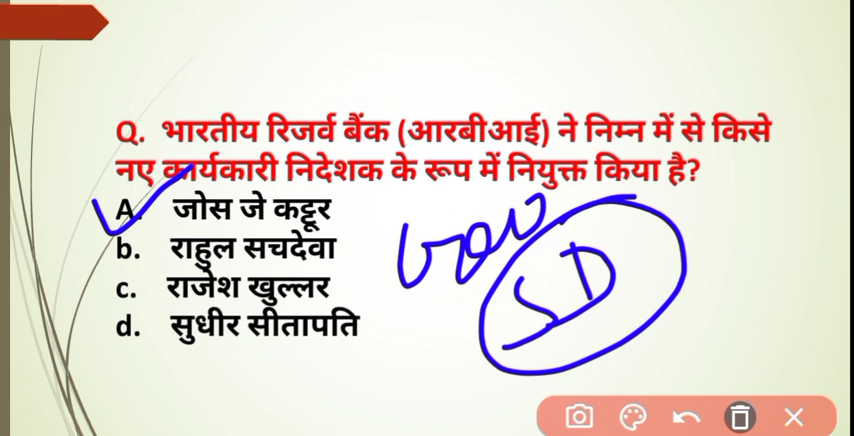 Q. भारतीय रिजर्व बैंक (आरबीआई) ने निम्न में से किसे
नए कार्यकारी निदेशक के रूप में नियुक्त किया है?
A. जोस जे कट्टूर
b. राहुल सचदेवा
c. राजेश खुल्लर
d. सुधीर सीतापति
SD